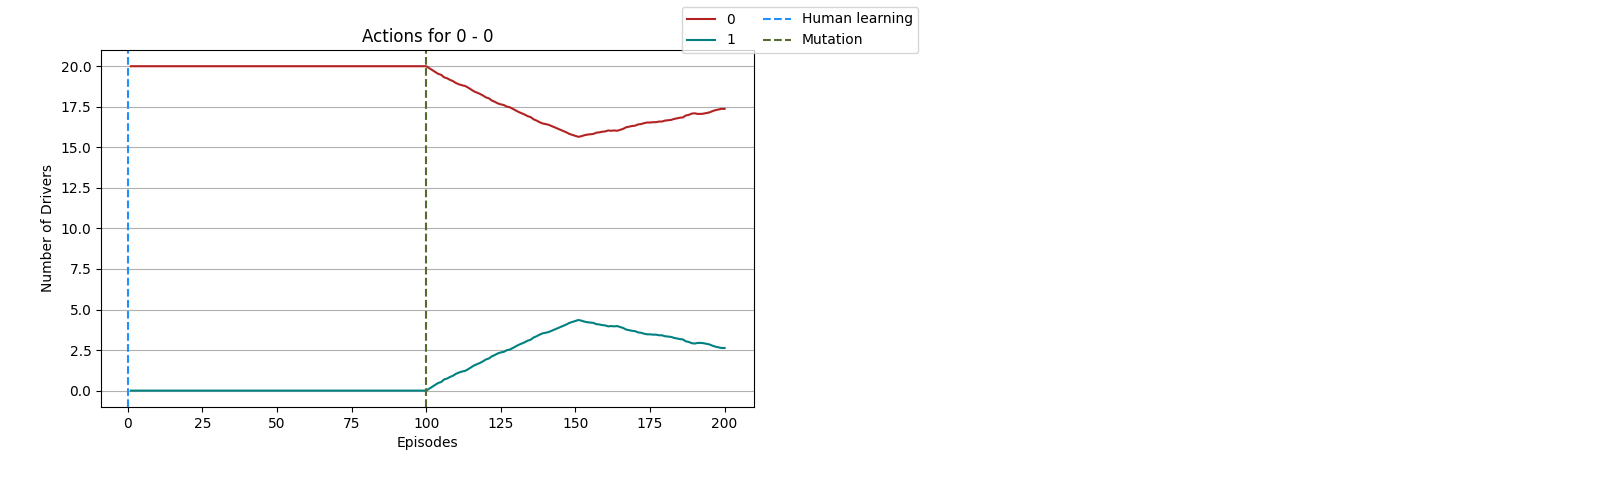 0
1
Human learning
Mutation
Actions for 0 - 0
20.0
17.5
15.0
12.5
10.0
7.5
5.0
2.5
0.0
Number of Drivers
0 25 50 75 100 125 150 175 200
Episodes